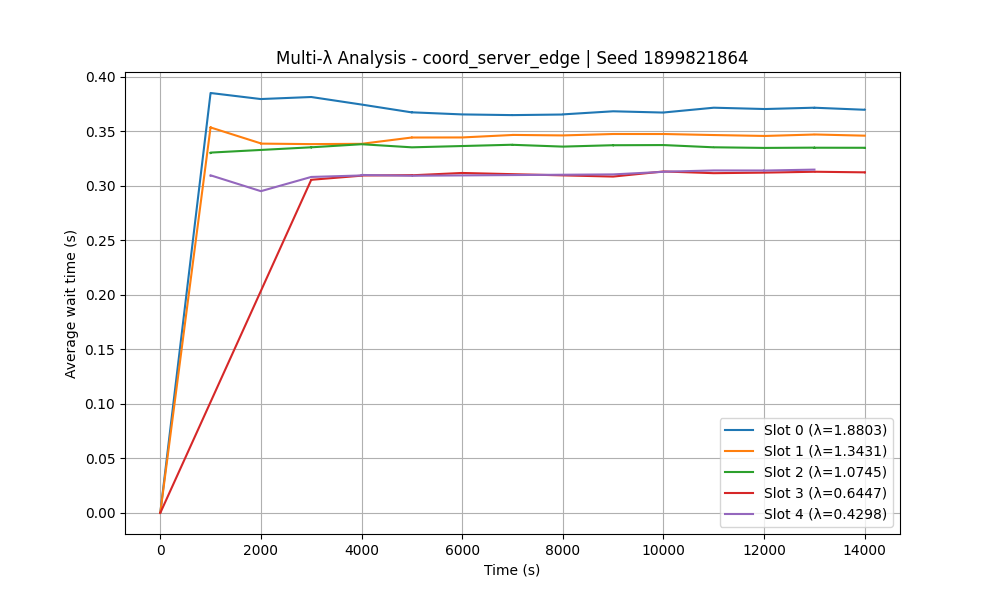 Multi-λ Analysis - coord_server_edge | Seed 1899821864
Average wait time (s)
0.40
0.35
0.30
0.25
0.20
0.15
0.10
0.05
0.00
Slot 0 (λ=1.8803)
Slot 1 (λ=1.3431)
Slot 2 (λ=1.0745)
Slot 3 (λ=0.6447)
Slot 4 (λ=0.4298)
0 2000 4000 6000 8000 10000 12000 14000
Time (s)